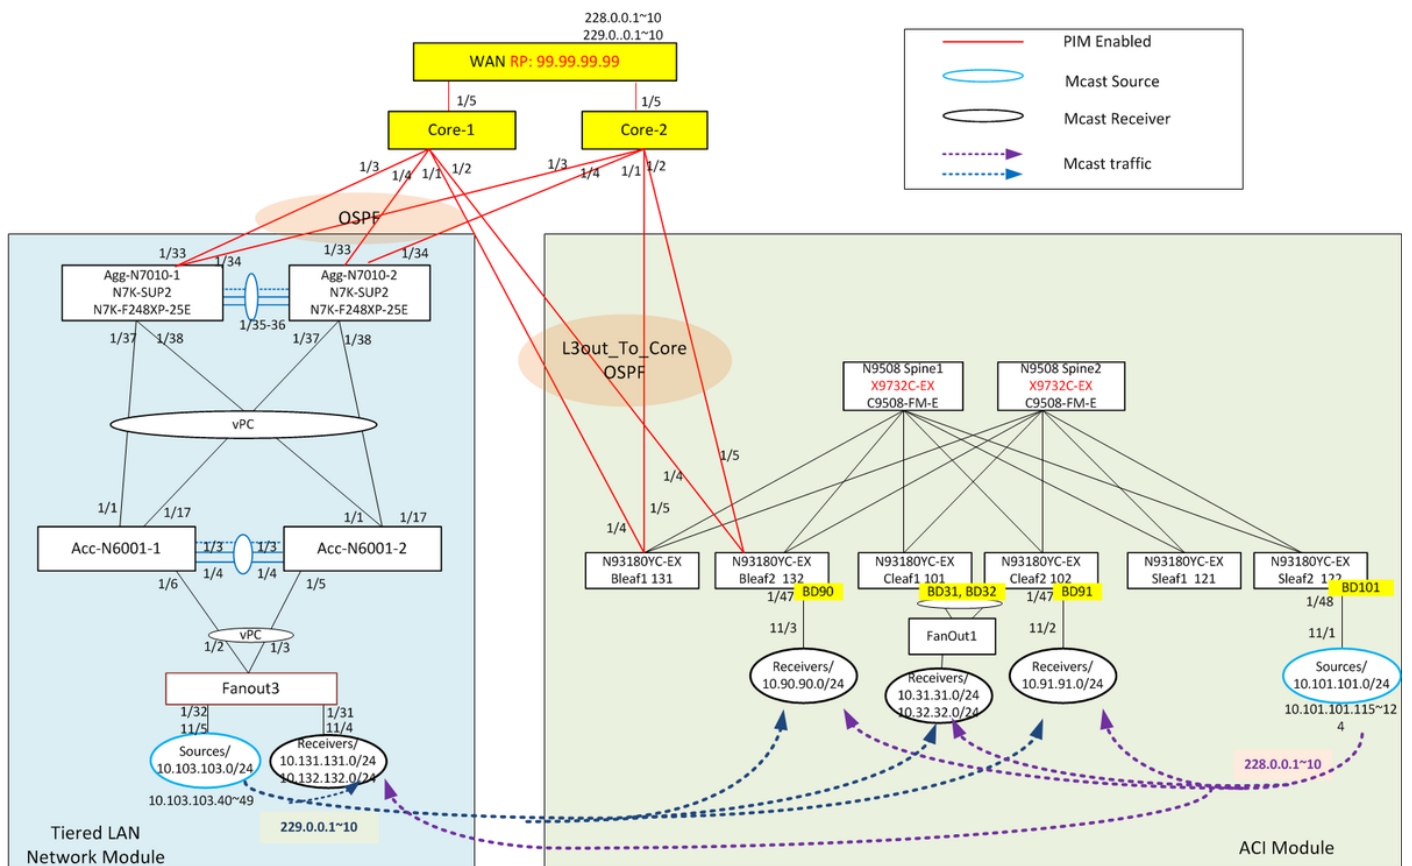 228.0.0.1~10
229.0..0.1~10
WAN RP: 99.99.99.99
PIM Enabled
Mcast Source
Mcast Receiver
Mcast traffic
1/5
1/5
Core-1
Core-2
1/3
1/4
1/1
1/2
1/3
1/4
1/1
1/2
OSPF
1/33
1/34
1/33
1/34
Agg-N7010-1
N7K-SUP2
N7K-F248XP-25E
Agg-N7010-2
N7K-SUP2
N7K-F248XP-25E
1/35-36
1/37
1/38
1/37
1/38
L3out_To_Core
OSPF
N9508 Spine1
X9732C-EX
C9508-FM-E
N9508 Spine2
X9732C-EX
C9508-FM-E
vPC
1/4
1/5
1/4
1/5
1/1
1/17
1/1
1/17
Acc-N6001-1
1/3
1/4
1/3
1/4
Acc-N6001-2
1/6
1/5
N93180YC-EX
Bleaf1 131
N93180YC-EX
Bleaf2 132
N93180YC-EX
Cleaf1 101
N93180YC-EX
Cleaf2 102
N93180YC-EX
Sleaf1 121
N93180YC-EX
Sleaf2 122
1/47
BD90
BD31, BD32
1/47
BD91
1/48
BD101
11/3
FanOut1
11/2
11/1
vPC
1/2
1/3
Fanout3
1/32
11/5
1/31
11/4
Receivers/
10.90.90.0/24
Receivers/
10.31.31.0/24
10.32.32.0/24
Receivers/
10.91.91.0/24
Sources/
10.101.101.0/24
10.101.101.115~12
4
Sources/
10.103.103.0/24
Receivers/
10.131.131.0/24
10.132.132.0/24
10.103.103.40~49
228.0.0.1~10
229.0.0.1~10
Tiered LAN
Network Module
ACI Module